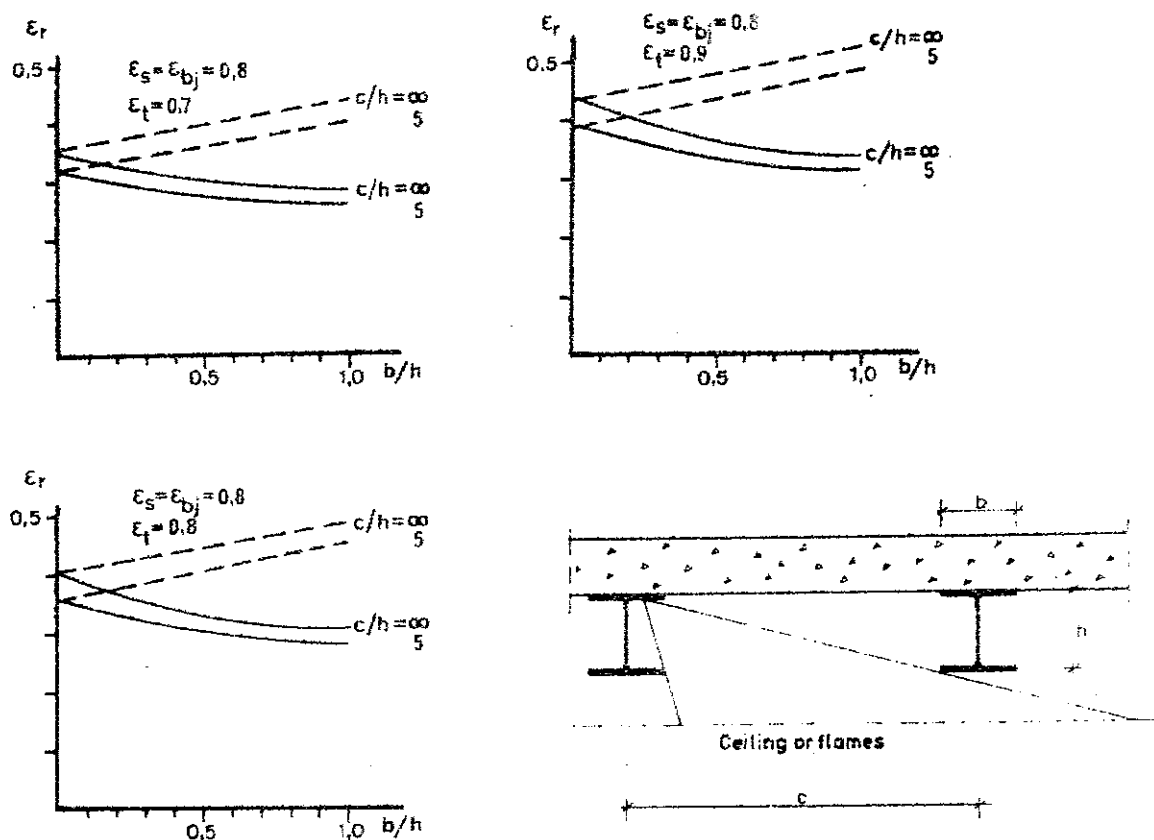 εr
0,5
εs=εbj=0,8
εt=0,7
c/h=∞
5
c/h=∞
5
0,5
1,0
b/h
εr
0,5
εs=εbj=0,8
εt=0,9
c/h=∞
5
c/h=∞
5
0,5
1,0
b/h
εr
0,5
εs=εbj=0,8
εt=0,8
c/h=∞
5
c/h=∞
5
0,5
1,0
b/h
b
h
Ceiling or flames
c